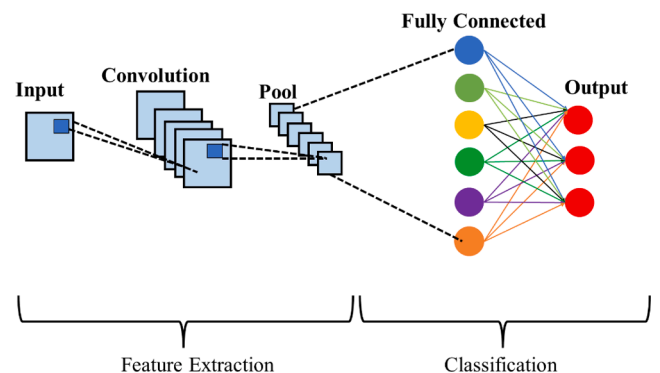 Fully Connected
Input
Convolution
Pool
Output
Feature Extraction
Classification